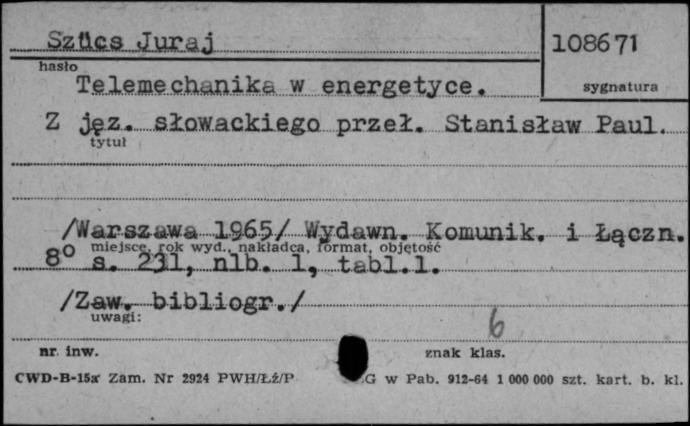 Szücs Juraj
108671
hasło
sygnatura
Telemechanika w energetyce.
Z jęz. słowackiego przeł. Stanisław Paul.
tytuł
/Warszawa 1965/ Wydawn. Komunik. i Łączn.
miejsce, rok wyd., nakładca, format, objętość
8° s. 231, nlb. 1, tabl.1.
/Zaw. bibliogr./
uwagi:
6
nr. inw.
znak klas.
CWD-B-15a Zam. Nr 2924 PWH/Łź/P
G w Pab. 912-64 1 000 000 szt. kart. b. kl.